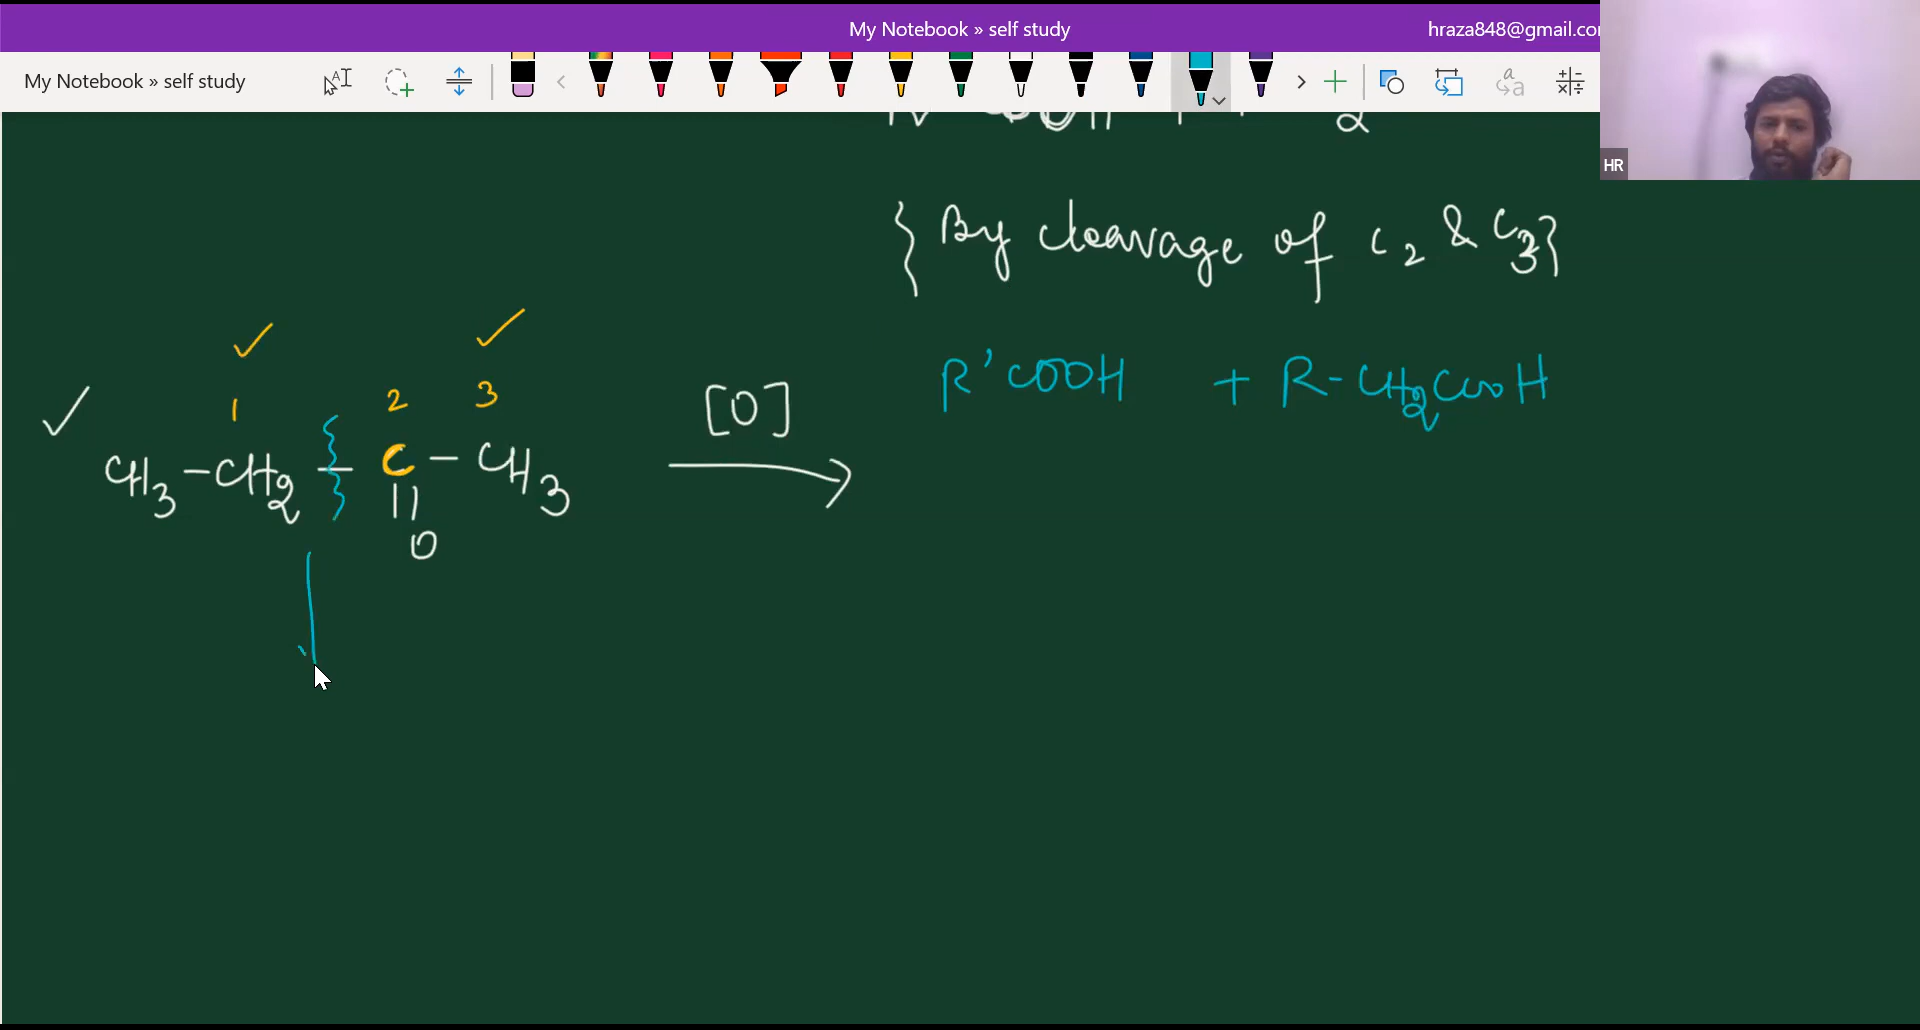 My Notebook » self study
hraza848@gmail.co
My Notebook » self study
HR
{ By cleavage of C2 & C3}
R'COOH + R-CH2COOH
1 2 3
[O]
CH3-CH2-C-CH3
O